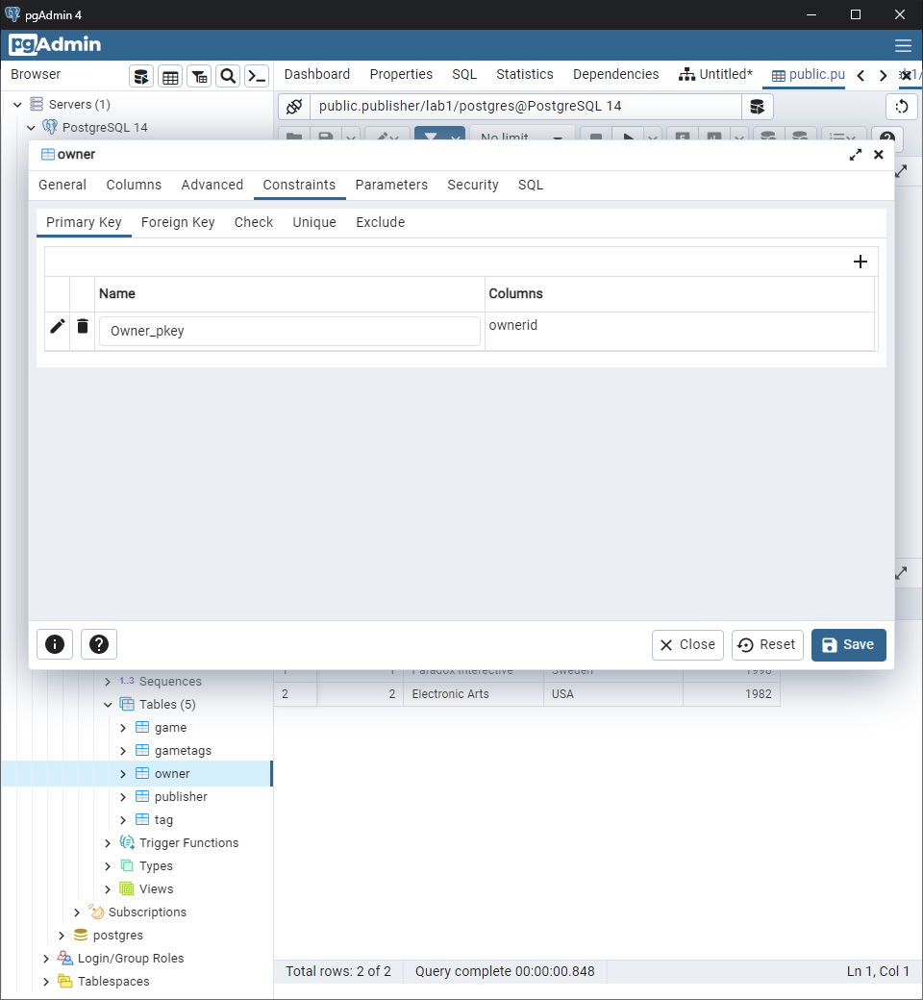 pgAdmin 4
pgAdmin
Browser
Dashboard Properties SQL Statistics Dependencies Untitled* public.pu
Servers (1)
PostgreSQL 14
public.publisher/lab1/postgres@PostgreSQL 14
No limit
owner
General Columns Advanced Constraints Parameters Security SQL
Primary Key Foreign Key Check Unique Exclude
Name Columns
Owner_pkey ownerid
Close Reset Save
1 1 Paradox Interective Sweden 1998
2 2 Electronic Arts USA 1982
1..3 Sequences
Tables (5)
game
gametags
owner
publisher
tag
Trigger Functions
Types
Views
Subscriptions
postgres
Login/Group Roles
Tablespaces
Total rows: 2 of 2 Query complete 00:00:00.848 Ln 1, Col 1